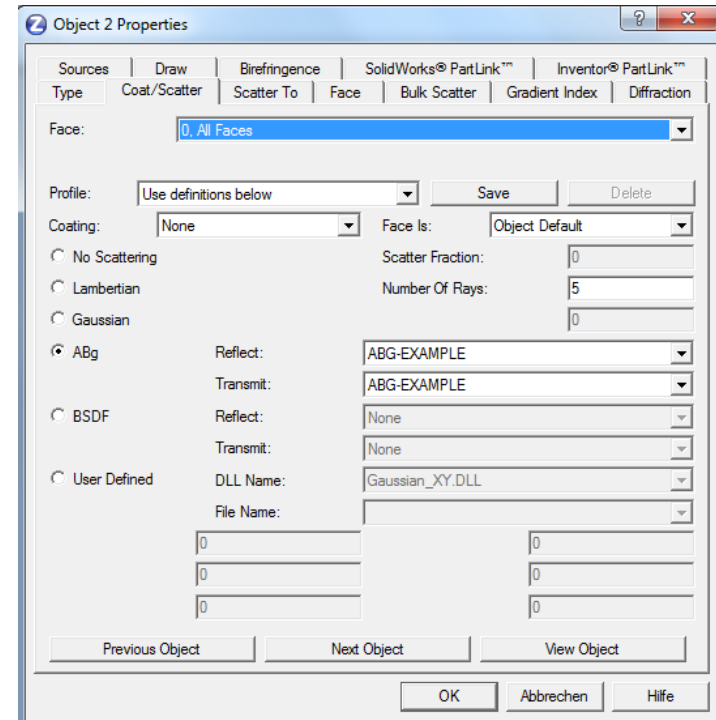 Object 2 Properties
?
x
Sources Draw Birefringence SolidWorks® PartLink™ Inventor® PartLink™
Type Coat/Scatter Scatter To Face Bulk Scatter Gradient Index Diffraction
Face: 0, All Faces
Profile: Use definitions below Save Delete
Coating: None Face Is: Object Default
No Scattering Scatter Fraction: 0
Lambertian Number Of Rays: 5
Gaussian 0
ABg Reflect: ABG-EXAMPLE
Transmit: ABG-EXAMPLE
BSDF Reflect: None
Transmit: None
User Defined DLL Name: Gaussian_XY.DLL
File Name:
0 0
0 0
0 0
Previous Object Next Object View Object
OK Abbrechen Hilfe